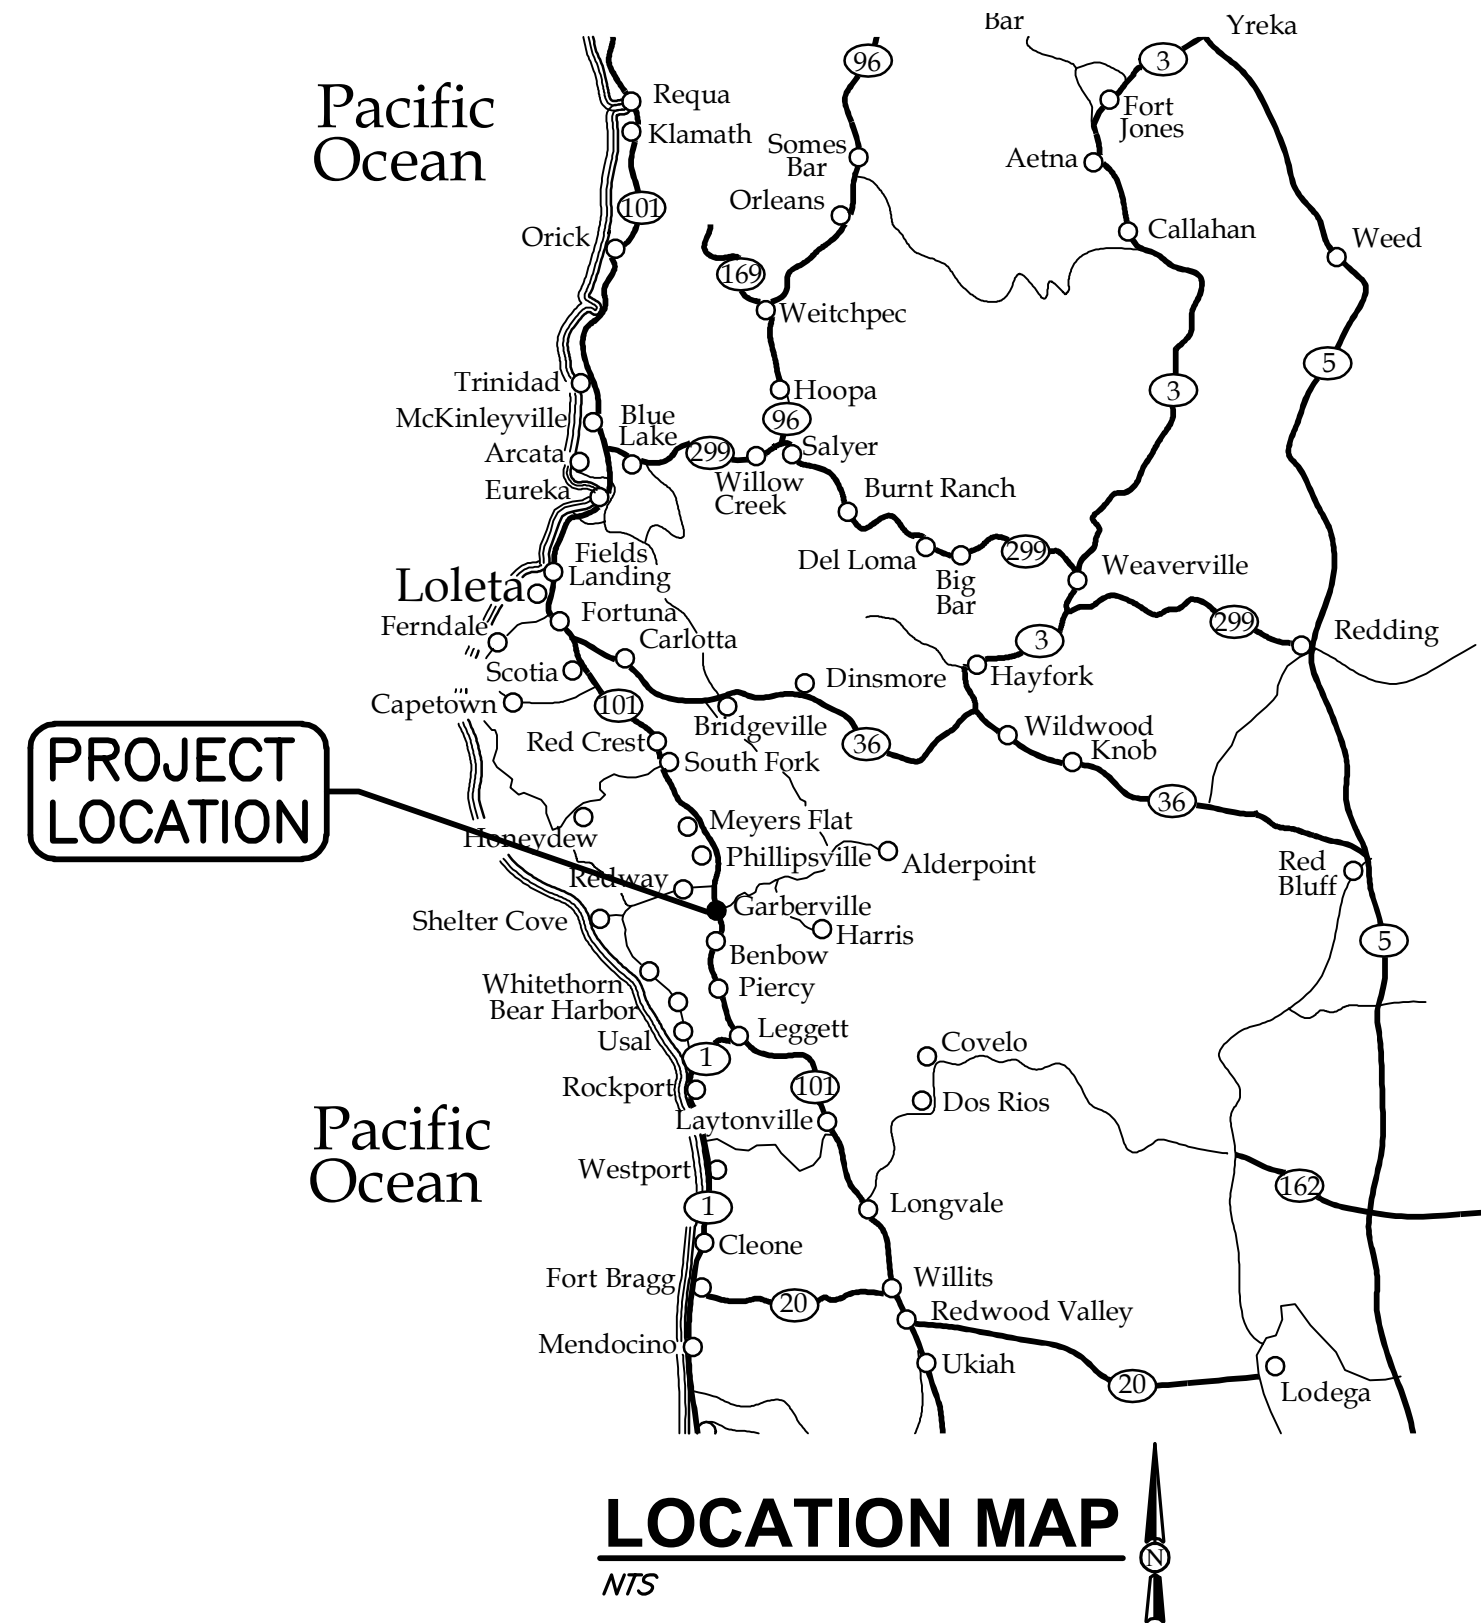 Bar
Yreka
96
3
Pacific
Ocean
Requa
Klamath
Fort
Jones
Somes
Bar
Aetna
Orleans
101
Callahan
Orick
Weed
169
Weitchpec
5
Trinidad
Hoopa
3
McKinleyville
Blue
Lake
96
Arcata
299
Salyer
Eureka
Willow
Creek
Burnt Ranch
Fields
Landing
Del Loma
299
Big
Bar
Weaverville
Loleta
Fortuna
Ferndale
Carlotta
3
299
Redding
Scotia
Dinsmore
Hayfork
Capetown
101
Bridgeville
Wildwood
Knob
36
Red Crest
South Fork
PROJECT
LOCATION
36
Honeydew
Meyers Flat
Phillipsville
Alderpoint
Red
Bluff
Redway
Garberville
Shelter Cove
Harris
5
Benbow
Whitethorn
Piercy
Bear Harbor
Usal
Leggett
Covelo
1
Rockport
101
Dos Rios
Pacific
Ocean
Laytonville
Westport
162
1
Longvale
Cleone
Fort Bragg
Willits
20
Redwood Valley
Mendocino
Ukiah
20
Lodega
LOCATION MAP
NTS
N